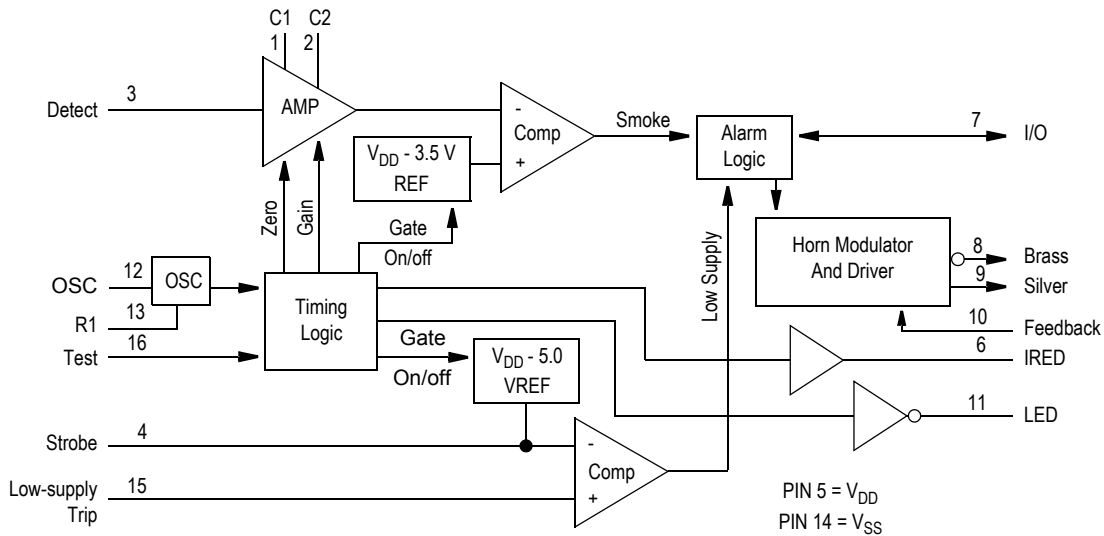 C1
C2
1
2
Detect
3
AMP
-
Comp
+
Smoke
Alarm
Logic
7
I/O
VDD - 3.5 V
REF
Zero
Gain
Gate
On/off
Low Supply
Horn Modulator
And Driver
8
Brass
9
Silver
10
Feedback
OSC
12
OSC
13
R1
16
Test
Timing
Logic
Gate
On/off
VDD - 5.0
VREF
6
IRED
11
LED
Strobe
4
-
Comp
+
Low-supply
Trip
15
PIN 5 = VDD
PIN 14 = VSS